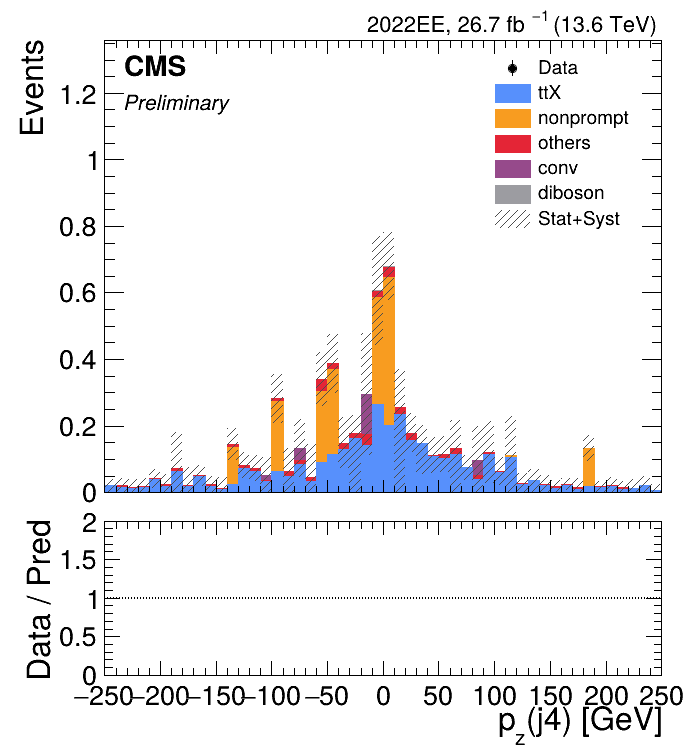 2022EE, 26.7 fb⁻¹ (13.6 TeV)
CMS
Preliminary
Data
ttX
nonprompt
others
conv
diboson
Stat+Syst
Events
1.2
1
0.8
0.6
0.4
0.2
0
Data / Pred
2
1.5
1
0.5
0
−250 −200 −150 −100 −50 0 50 100 150 200 250
p_z(j4) [GeV]